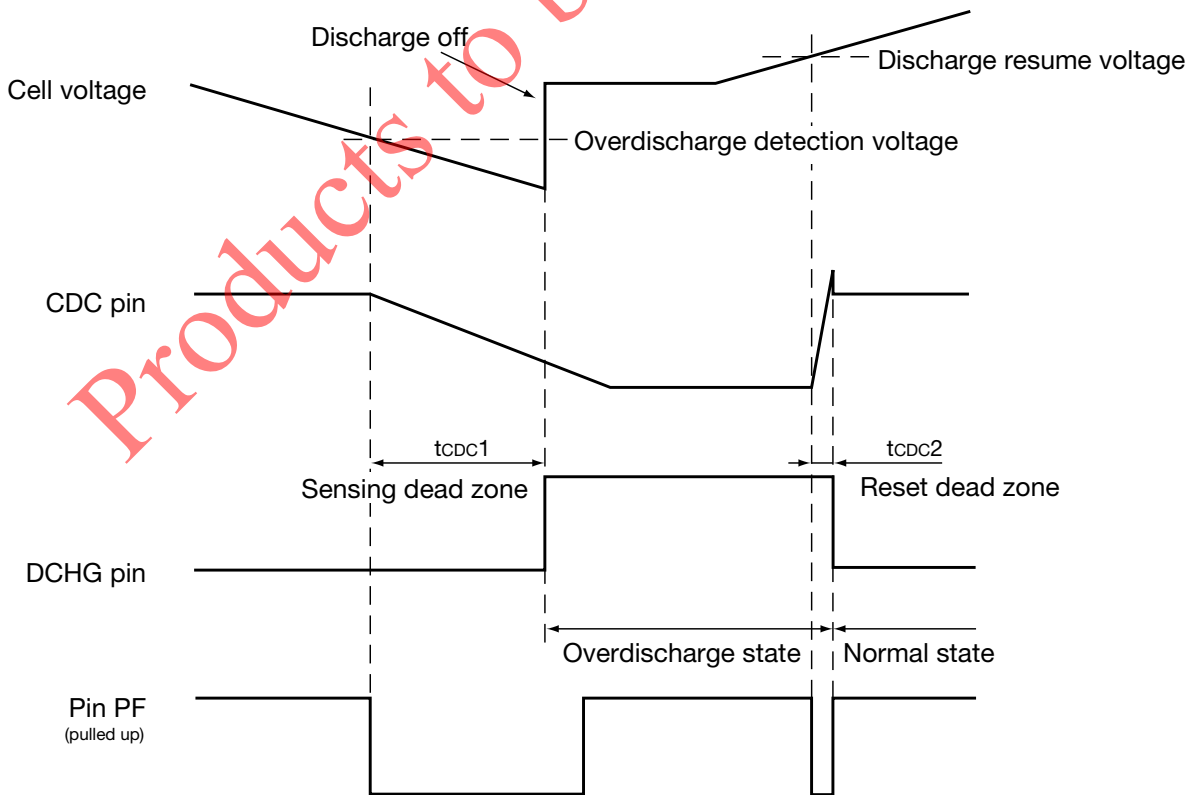 Products to b
Discharge off
Discharge resume voltage
Cell voltage
Overdischarge detection voltage
CDC pin
tCDC1
tCDC2
Sensing dead zone
Reset dead zone
DCHG pin
Overdischarge state
Normal state
Pin PF
(pulled up)